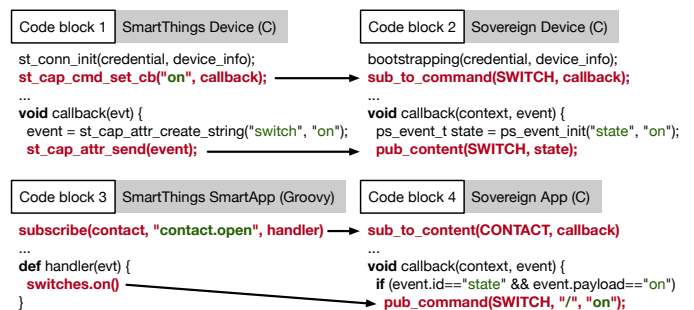 Code block 1 SmartThings Device (C)
st_conn_init(credential, device_info);
st_cap_cmd_set_cb("on", callback);
...
void callback(evt) {
event = st_cap_attr_create_string("switch", "on");
st_cap_attr_send(event);
Code block 2 Sovereign Device (C)
bootstrapping(credential, device_info);
sub_to_command(SWITCH, callback);
...
void callback(context, event) {
ps_event_t state = ps_event_init("state", "on");
pub_content(SWITCH, state);
Code block 3 SmartThings SmartApp (Groovy)
subscribe(contact, "contact.open", handler)
...
def handler(evt) {
switches.on()
}
Code block 4 Sovereign App (C)
sub_to_content(CONTACT, callback)
...
void callback(context, event) {
if (event.id=="state" && event.payload=="on")
pub_command(SWITCH, "/", "on");